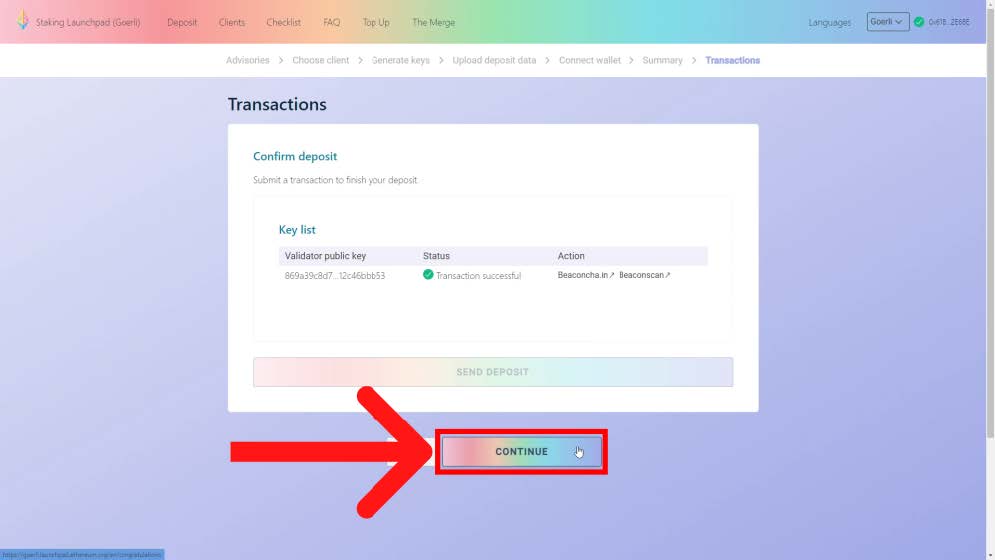 Staking Launchpad (Goerli) Deposit Clients Checklist FAQ Top Up The Merge Languages Goerli 0x61B...2E68E
Advisories > Choose client > Generate keys > Upload deposit data > Connect wallet > Summary > Transactions
Transactions
Confirm deposit
Submit a transaction to finish your deposit.
Key list
Validator public key Status Action
869a39c8d7...12c46bbb53 Transaction successful Beaconcha.in↗ Beaconscan↗
SEND DEPOSIT
CONTINUE
https://goerli.launchpad.ethereum.org/en/congratulations